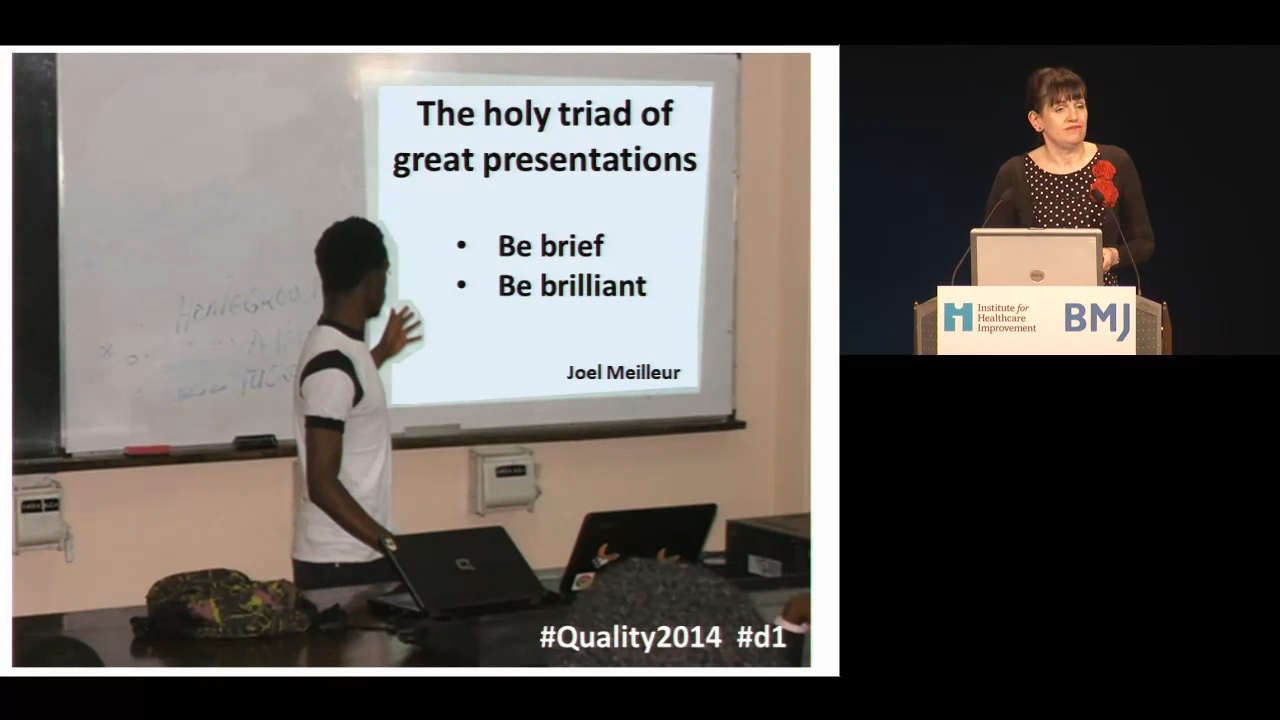 The holy triad of
great presentations
• Be brief
• Be brilliant
Joel Meilleur
#Quality2014 #d1
Institute for
Healthcare
Improvement
BMJ